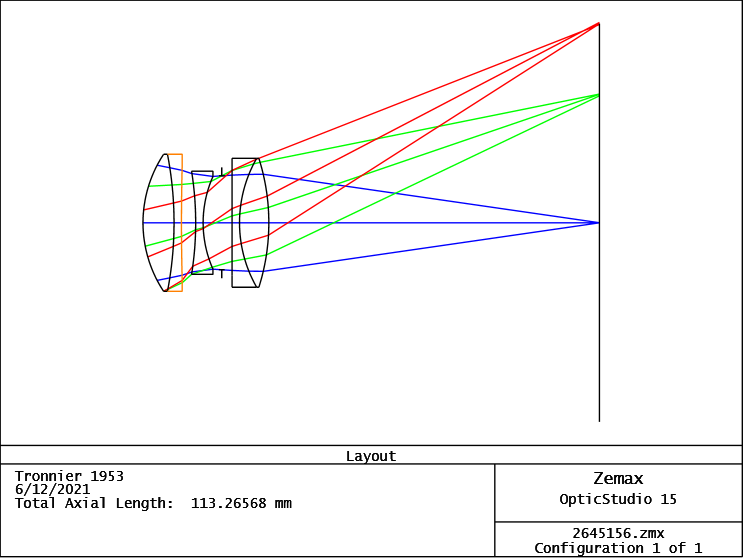 Layout
Tronnier 1953
6/12/2021
Total Axial Length:  113.26568 mm
Zemax
OpticStudio 15
2645156.zmx
Configuration 1 of 1